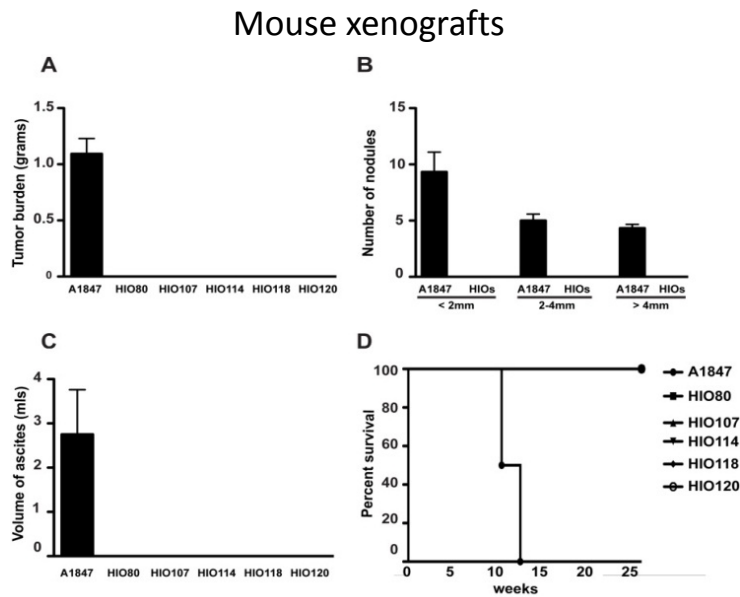 Mouse xenografts
A
Tumor burden (grams)
1.5
1.0
0.5
0
A1847 HIO80 HIO107 HIO114 HIO118 HIO120
B
Number of nodules
15
10
5
0
A1847 HIOs A1847 HIOs A1847 HIOs
< 2mm 2-4mm > 4mm
C
Volume of ascites (mls)
4
3
2
1
0
A1847 HIO80 HIO107 HIO114 HIO118 HIO120
D
Percent survival
100
80
60
40
20
0
0 5 10 15 20 25
weeks
A1847
HIO80
HIO107
HIO114
HIO118
HIO120